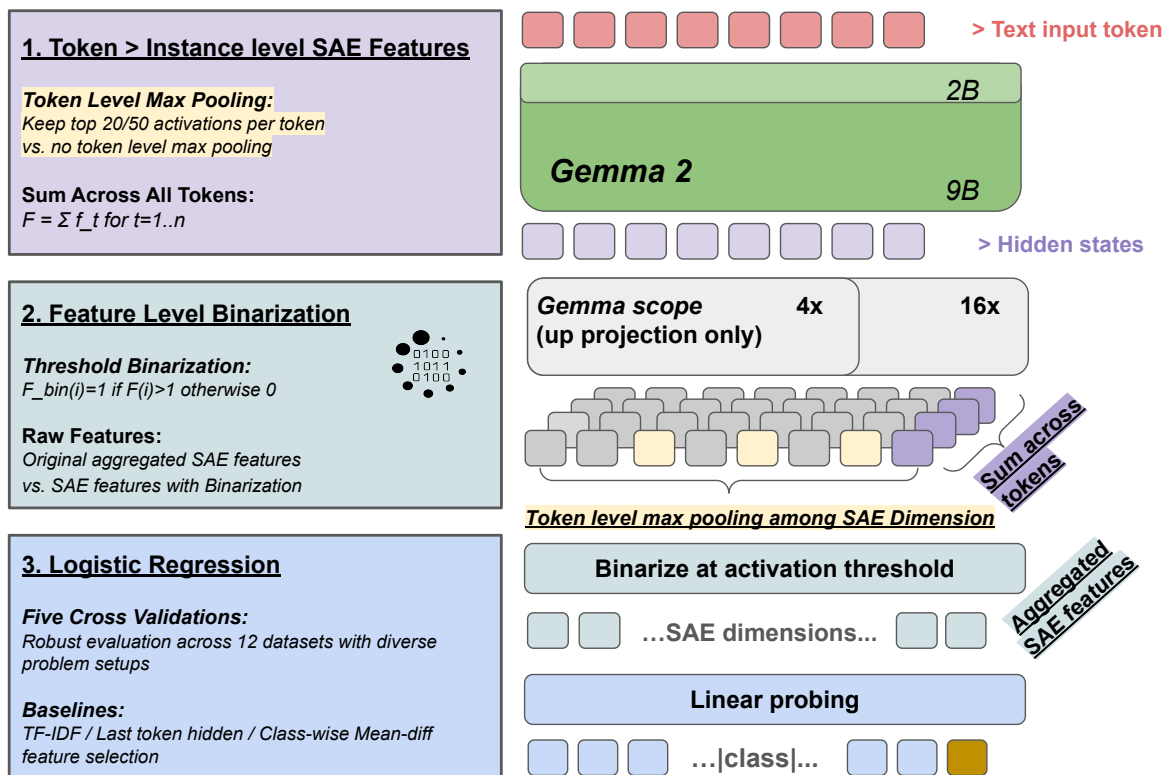 1. Token > Instance level SAE Features
Token Level Max Pooling:
Keep top 20/50 activations per token
vs. no token level max pooling
Sum Across All Tokens:
F = Σ f_t for t=1..n
2. Feature Level Binarization
Threshold Binarization:
F_bin(i)=1 if F(i)>1 otherwise 0
0100
1011
0100
Raw Features:
Original aggregated SAE features
vs. SAE features with Binarization
3. Logistic Regression
Five Cross Validations:
Robust evaluation across 12 datasets with diverse
problem setups
Baselines:
TF-IDF / Last token hidden / Class-wise Mean-diff
feature selection
> Text input token
2B
Gemma 2
9B
> Hidden states
Gemma scope 4x 16x
(up projection only)
Sum across
tokens
Token level max pooling among SAE Dimension
Binarize at activation threshold
Aggregated
SAE features
...SAE dimensions...
Linear probing
...|class|...